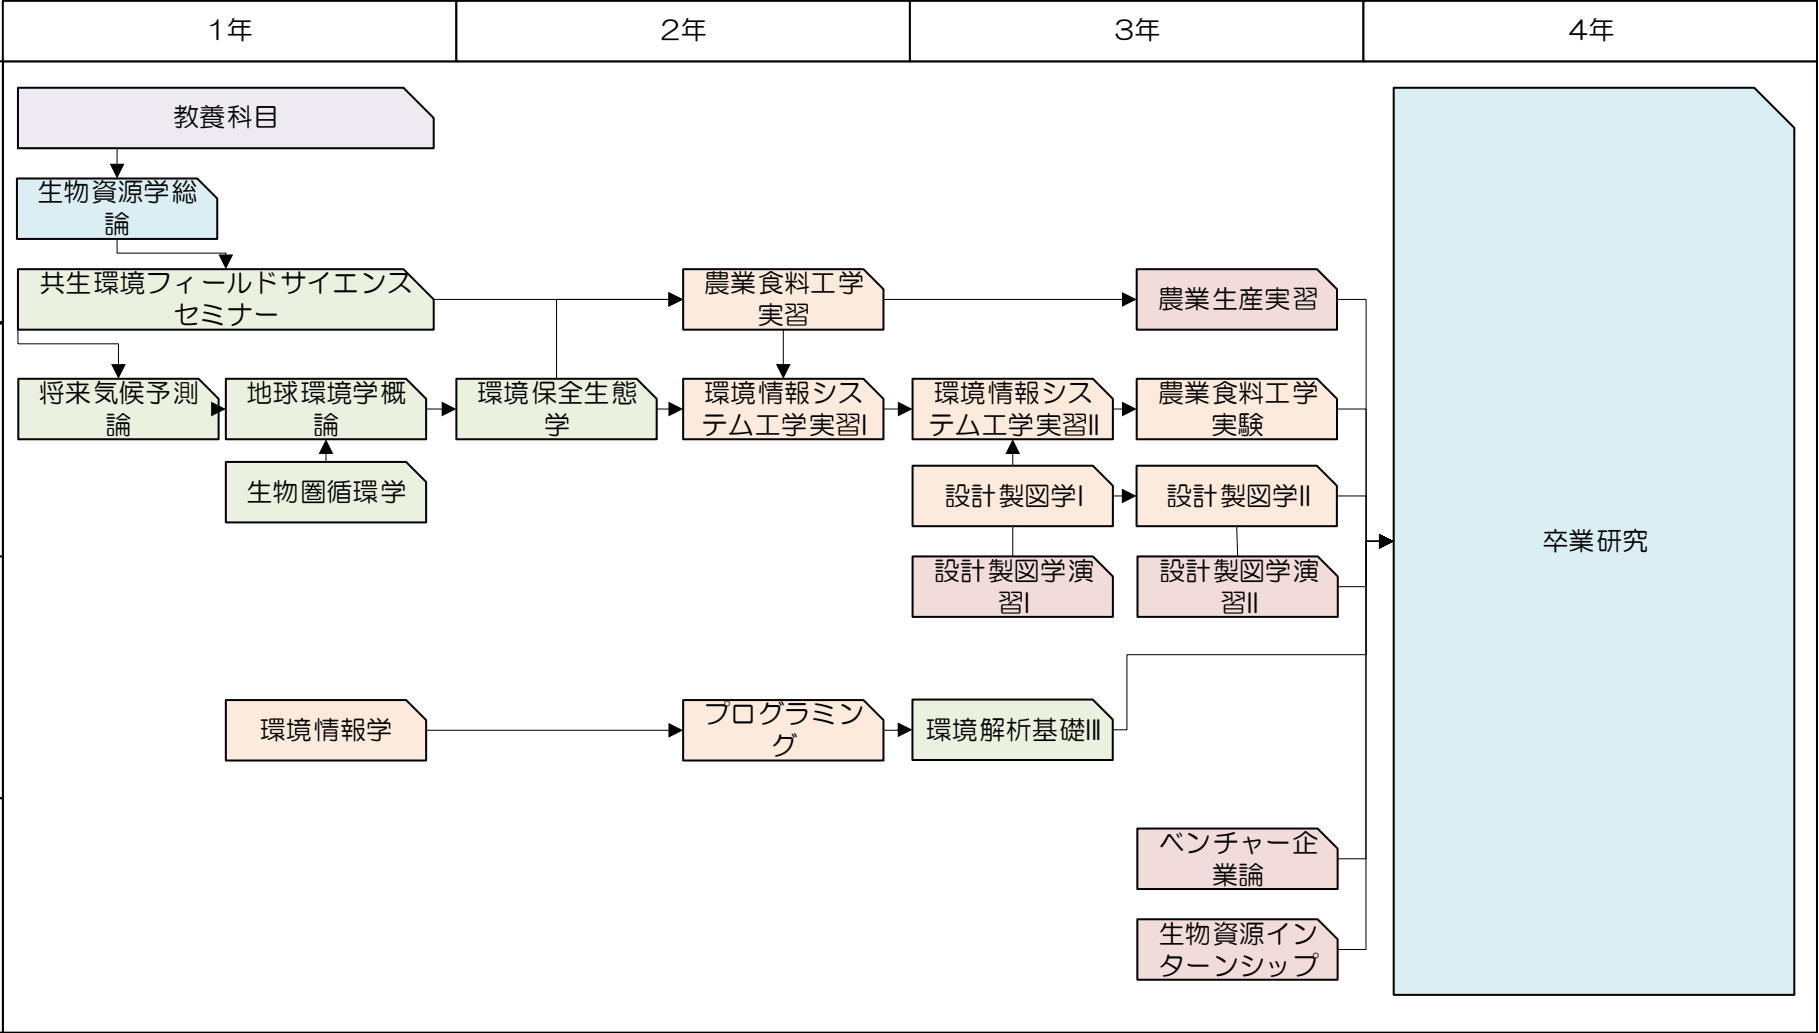 1年
2年
3年
4年
教養科目
生物資源学総
論
共生環境フィールドサイエンス
セミナー
農業食料工学
実習
農業生産実習
将来気候予測
論
地球環境学概
論
環境保全生態
学
環境情報シス
テム工学実習I
環境情報シス
テム工学実習II
農業食料工学
実験
生物圏循環学
設計製図学I
設計製図学II
設計製図学演
習I
設計製図学演
習II
卒業研究
環境情報学
プログラミン
グ
環境解析基礎III
ベンチャー企
業論
生物資源イン
ターンシップ